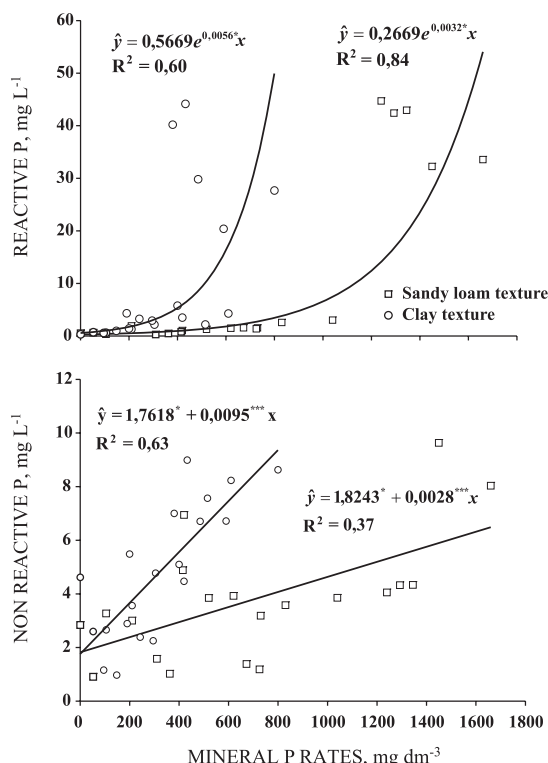 REACTIVE P, mg L⁻¹
60
50
40
30
20
10
0
ŷ = 0,5669e^0,0056*x
R² = 0,60
ŷ = 0,2669e^0,0032*x
R² = 0,84
Sandy loam texture
Clay texture
NON REACTIVE P, mg L⁻¹
12
10
8
6
4
2
0
ŷ = 1,7618* + 0,0095*** x
R² = 0,63
ŷ = 1,8243* + 0,0028***x
R² = 0,37
0 200 400 600 800 1000 1200 1400 1600 1800
MINERAL P RATES, mg dm⁻³